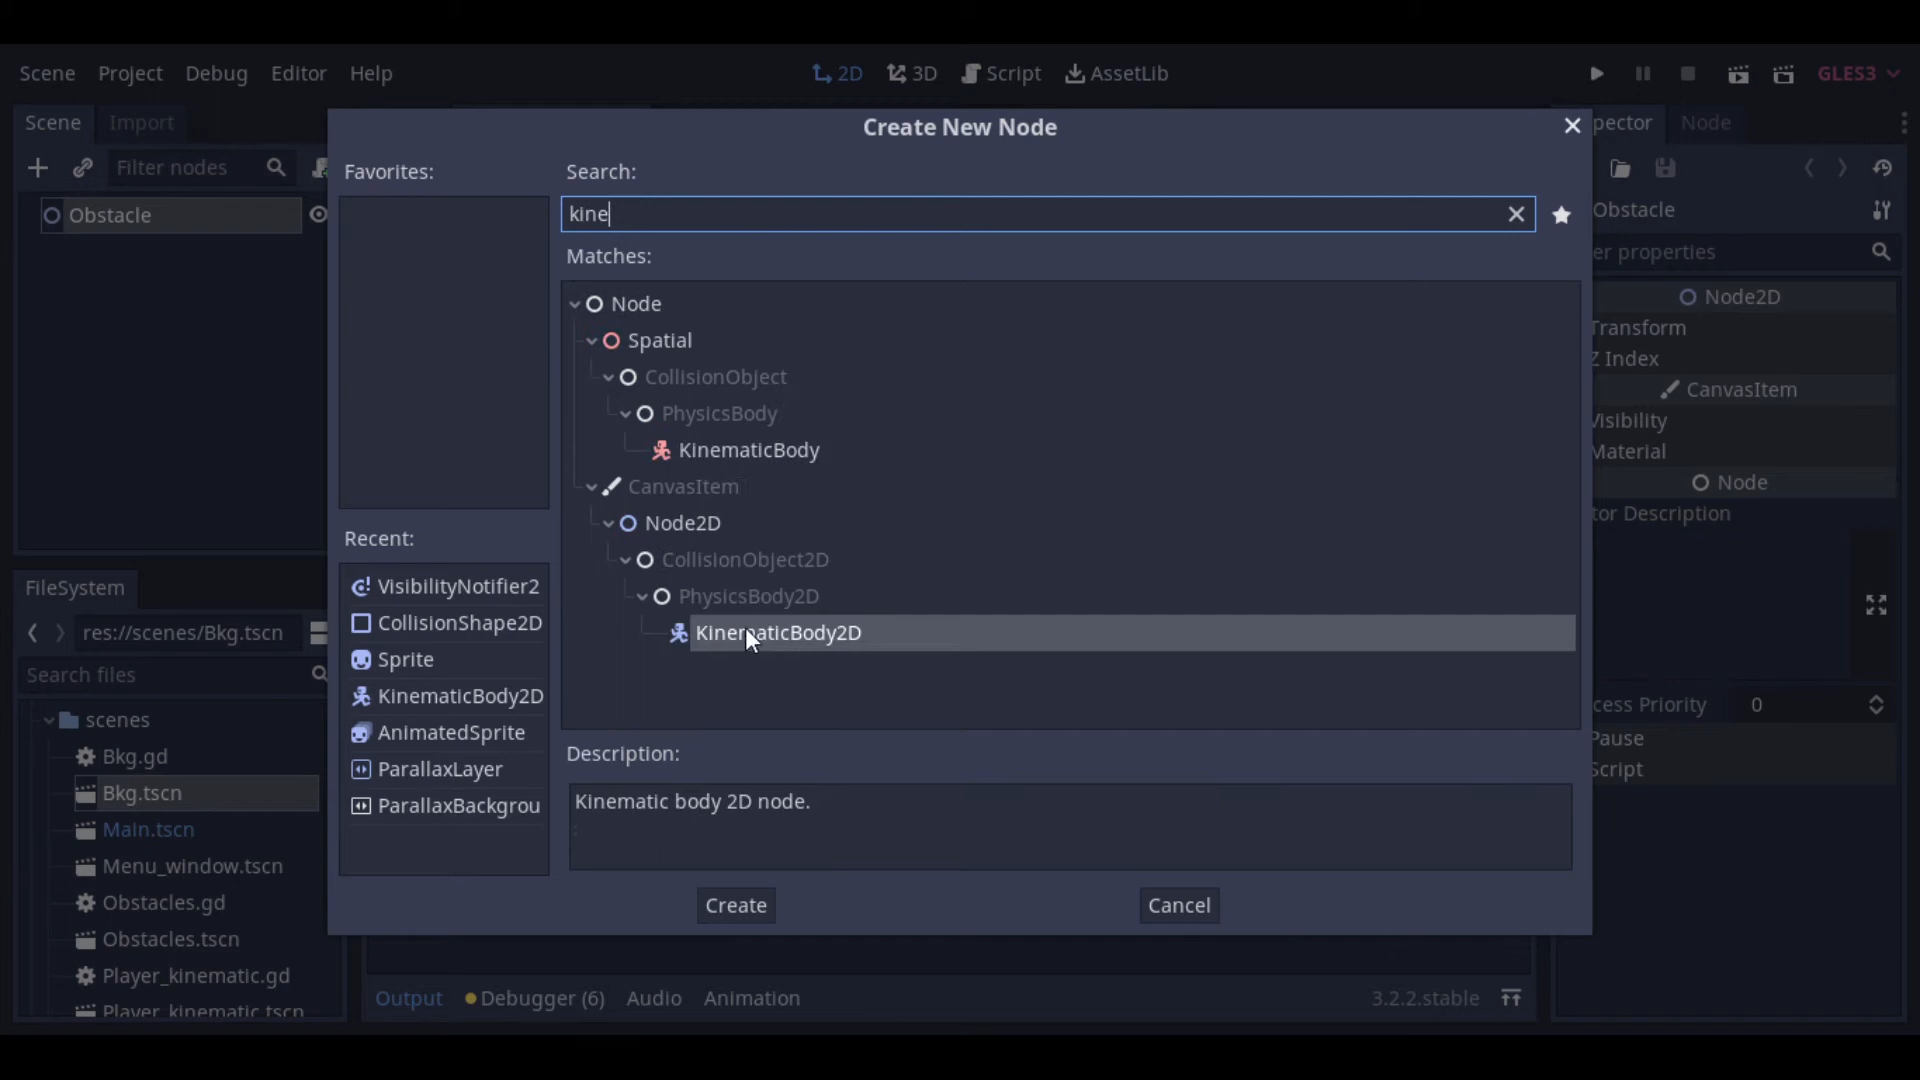 Scene Project Debug Editor Help
2D 3D Script AssetLib
GLES3
Scene Import
Filter nodes
Obstacle
FileSystem
res://scenes/Bkg.tscn
Search files
scenes
Bkg.gd
Bkg.tscn
Main.tscn
Menu_window.tscn
Obstacles.gd
Obstacles.tscn
Player_kinematic.gd
Player_kinematic.tscn
Create New Node
Favorites:
Recent:
VisibilityNotifier2
CollisionShape2D
Sprite
KinematicBody2D
AnimatedSprite
ParallaxLayer
ParallaxBackgrou
Search:
kine
Matches:
Node
Spatial
CollisionObject
PhysicsBody
KinematicBody
CanvasItem
Node2D
CollisionObject2D
PhysicsBody2D
KinematicBody2D
Description:
Kinematic body 2D node.
Create Cancel
Output Debugger (6) Audio Animation 3.2.2.stable
pector Node
Obstacle
er properties
Node2D
Transform
Z Index
CanvasItem
Visibility
Material
Node
tor Description
cess Priority 0
Pause
Script